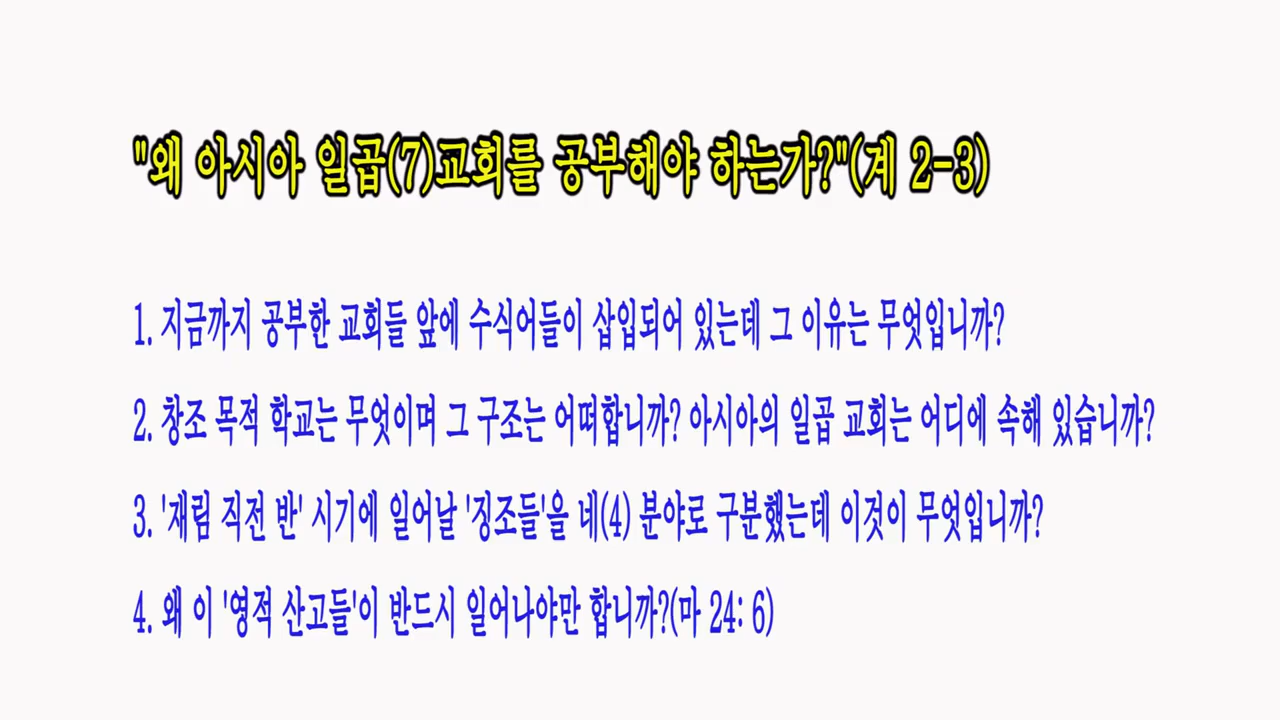 "왜 아시아 일곱(7)교회를 공부해야 하는가?"(계 2-3)
1. 지금까지 공부한 교회들 앞에 수식어들이 삽입되어 있는데 그 이유는 무엇입니까?
2. 창조 목적 학교는 무엇이며 그 구조는 어떠합니까? 아시아의 일곱 교회는 어디에 속해 있습니까?
3. '재림 직전 반' 시기에 일어날 '징조들'을 네(4) 분야로 구분했는데 이것이 무엇입니까?
4. 왜 이 '영적 산고들'이 반드시 일어나야만 합니까?(마 24: 6)